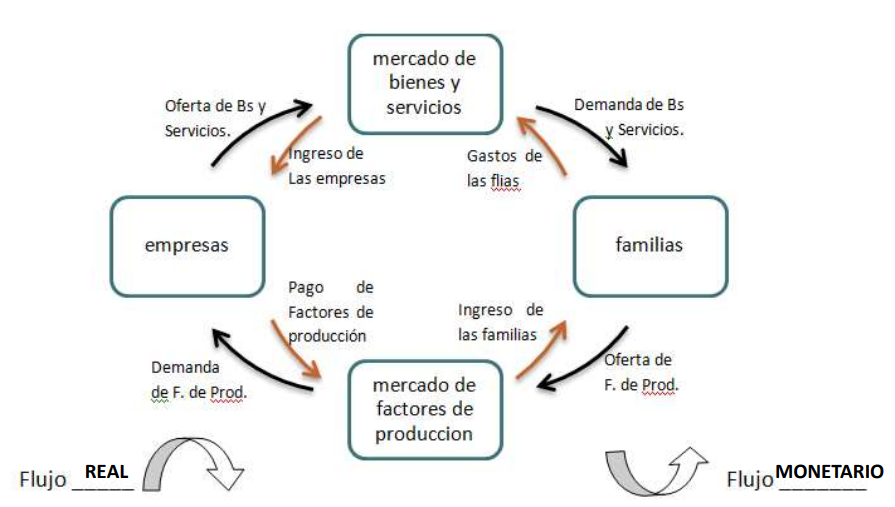 mercado de
bienes y
servicios
Oferta de Bs y
Servicios.
Demanda de Bs
y Servicios.
Ingreso de
Las empresas
Gastos de
las flias
empresas
familias
Pago de
Factores de
producción
Ingreso de
las familias
Demanda
de F. de Prod.
Oferta de
F. de Prod.
mercado de
factores de
produccion
Flujo REAL
Flujo MONETARIO